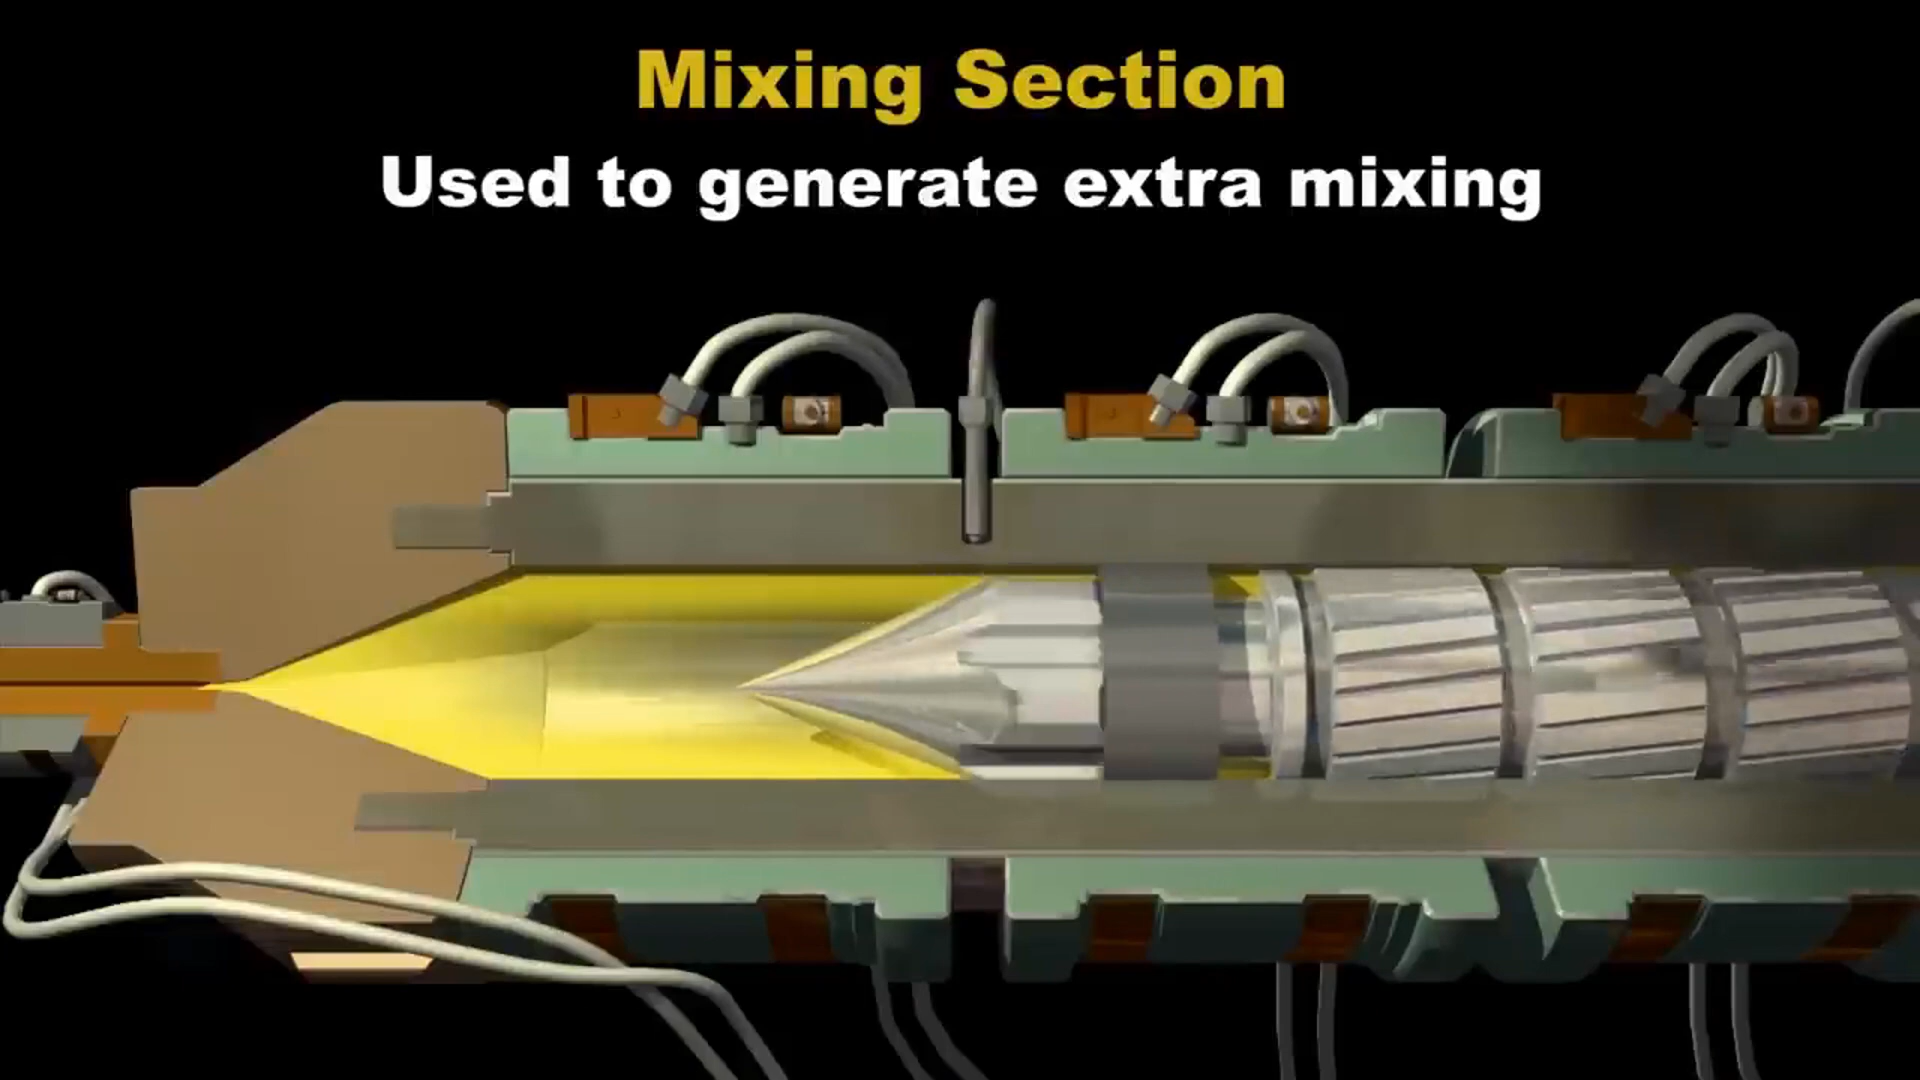 Mixing Section
Used to generate extra mixing